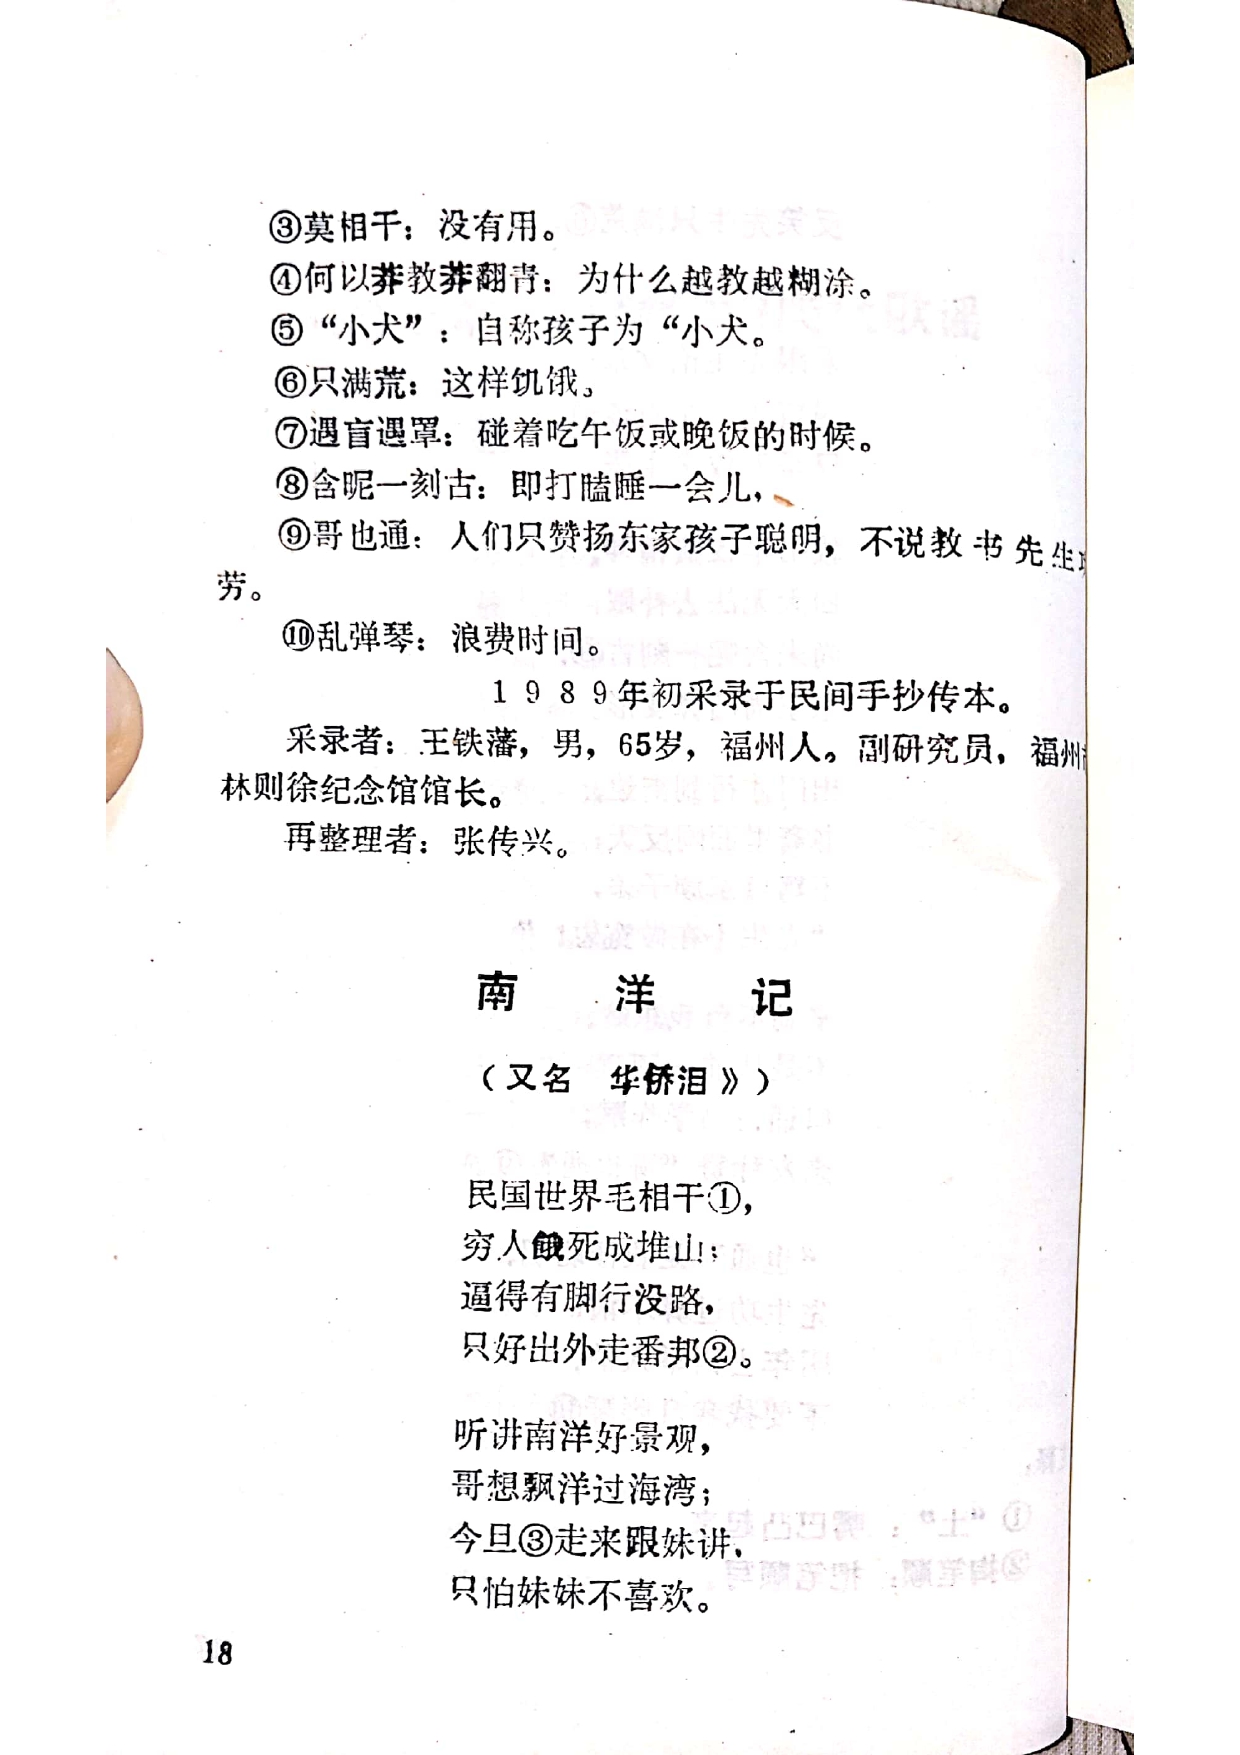 ③莫相干：没有用。
④何以莽教莽翻青：为什么越教越糊涂。
⑤“小犬”：自称孩子为“小犬。
⑥只满荒：这样饥饿。
⑦遇盲遇罩：碰着吃午饭或晚饭的时候。
⑧含昵一刻古：即打瞌睡一会儿，
⑨哥也通：人们只赞扬东家孩子聪明，不说教书先生
劳。
⑩乱弹琴：浪费时间。
1989年初采录于民间手抄传本。
采录者：王铁藩，男，65岁，福州人。副研究员，福州
林则徐纪念馆馆长。
再整理者：张传兴。
南洋记
（又名 华侨泪》）
民国世界毛相干①，
穷人饿死成堆山；
逼得有脚行没路，
只好出外走番邦②。
听讲南洋好景观，
哥想飘洋过海湾；
今旦③走来跟妹讲，
只怕妹妹不喜欢。
18